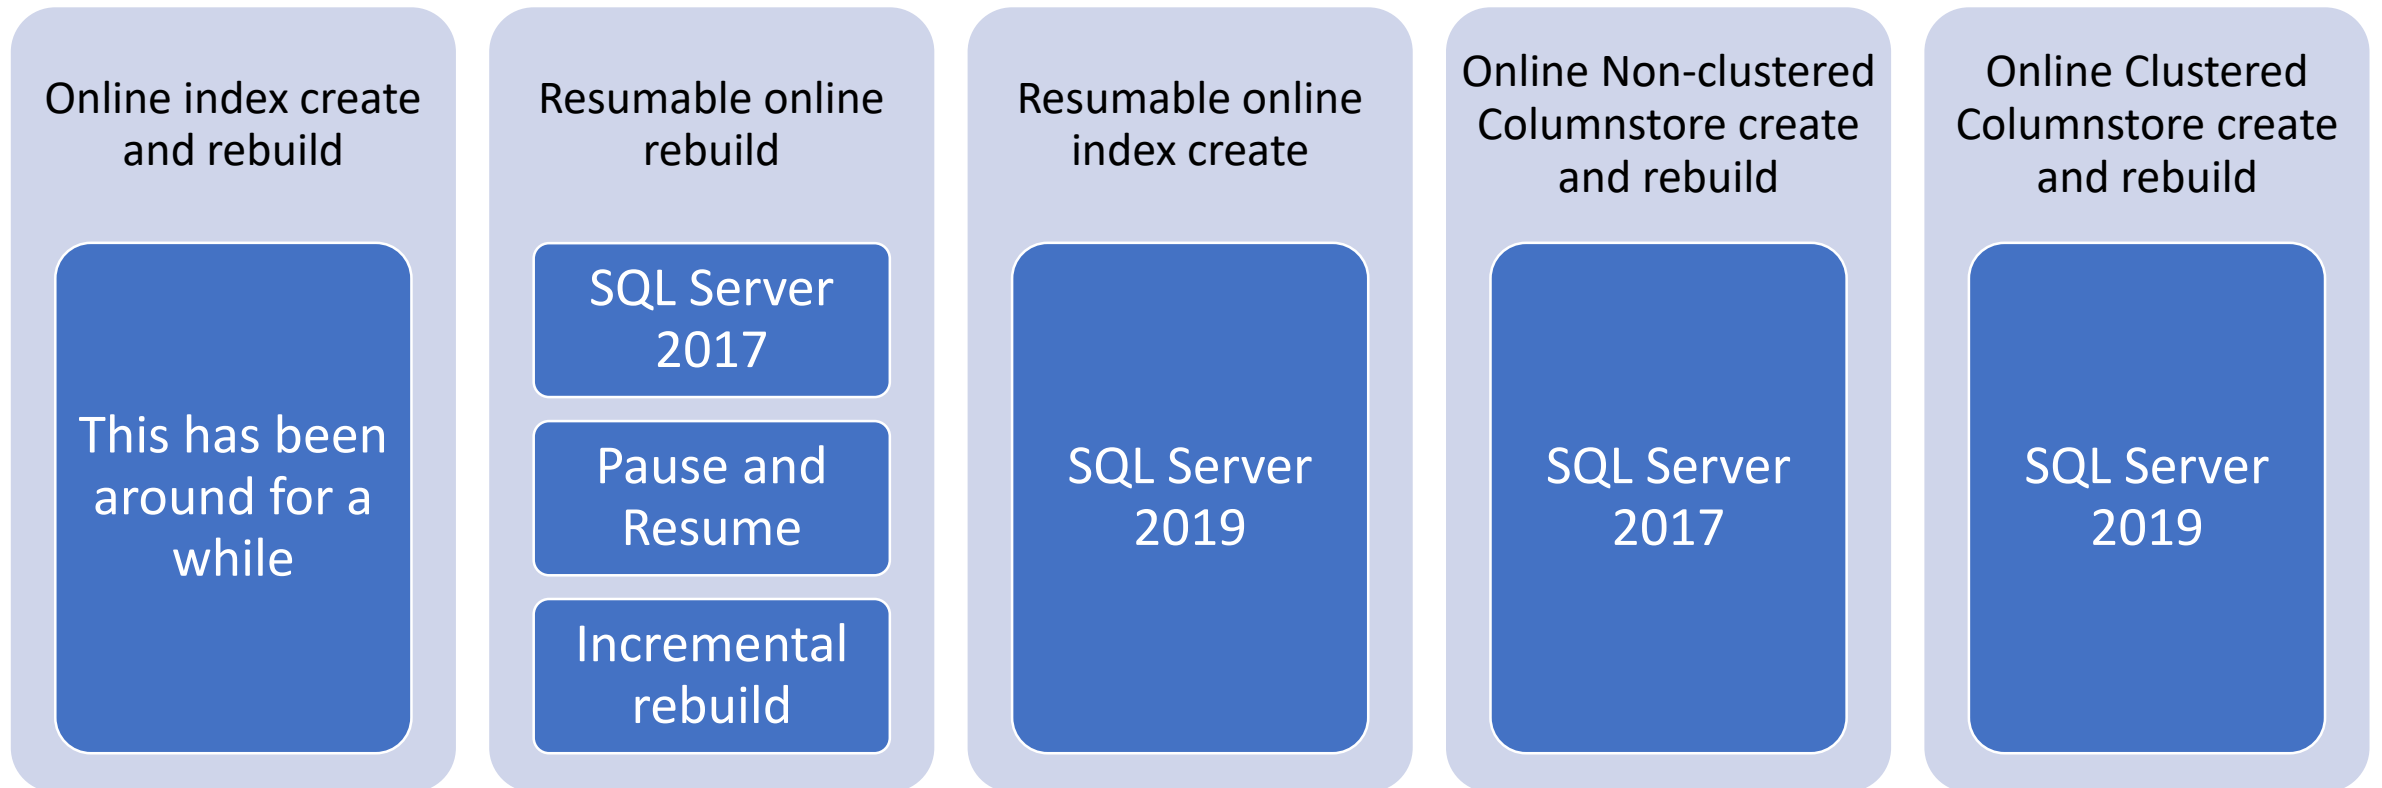 Online index create
and rebuild
This has been
around for a
while
Resumable online
rebuild
SQL Server
2017
Pause and
Resume
Incremental
rebuild
Resumable online
index create
SQL Server
2019
Online Non-clustered
Columnstore create
and rebuild
SQL Server
2017
Online Clustered
Columnstore create
and rebuild
SQL Server
2019